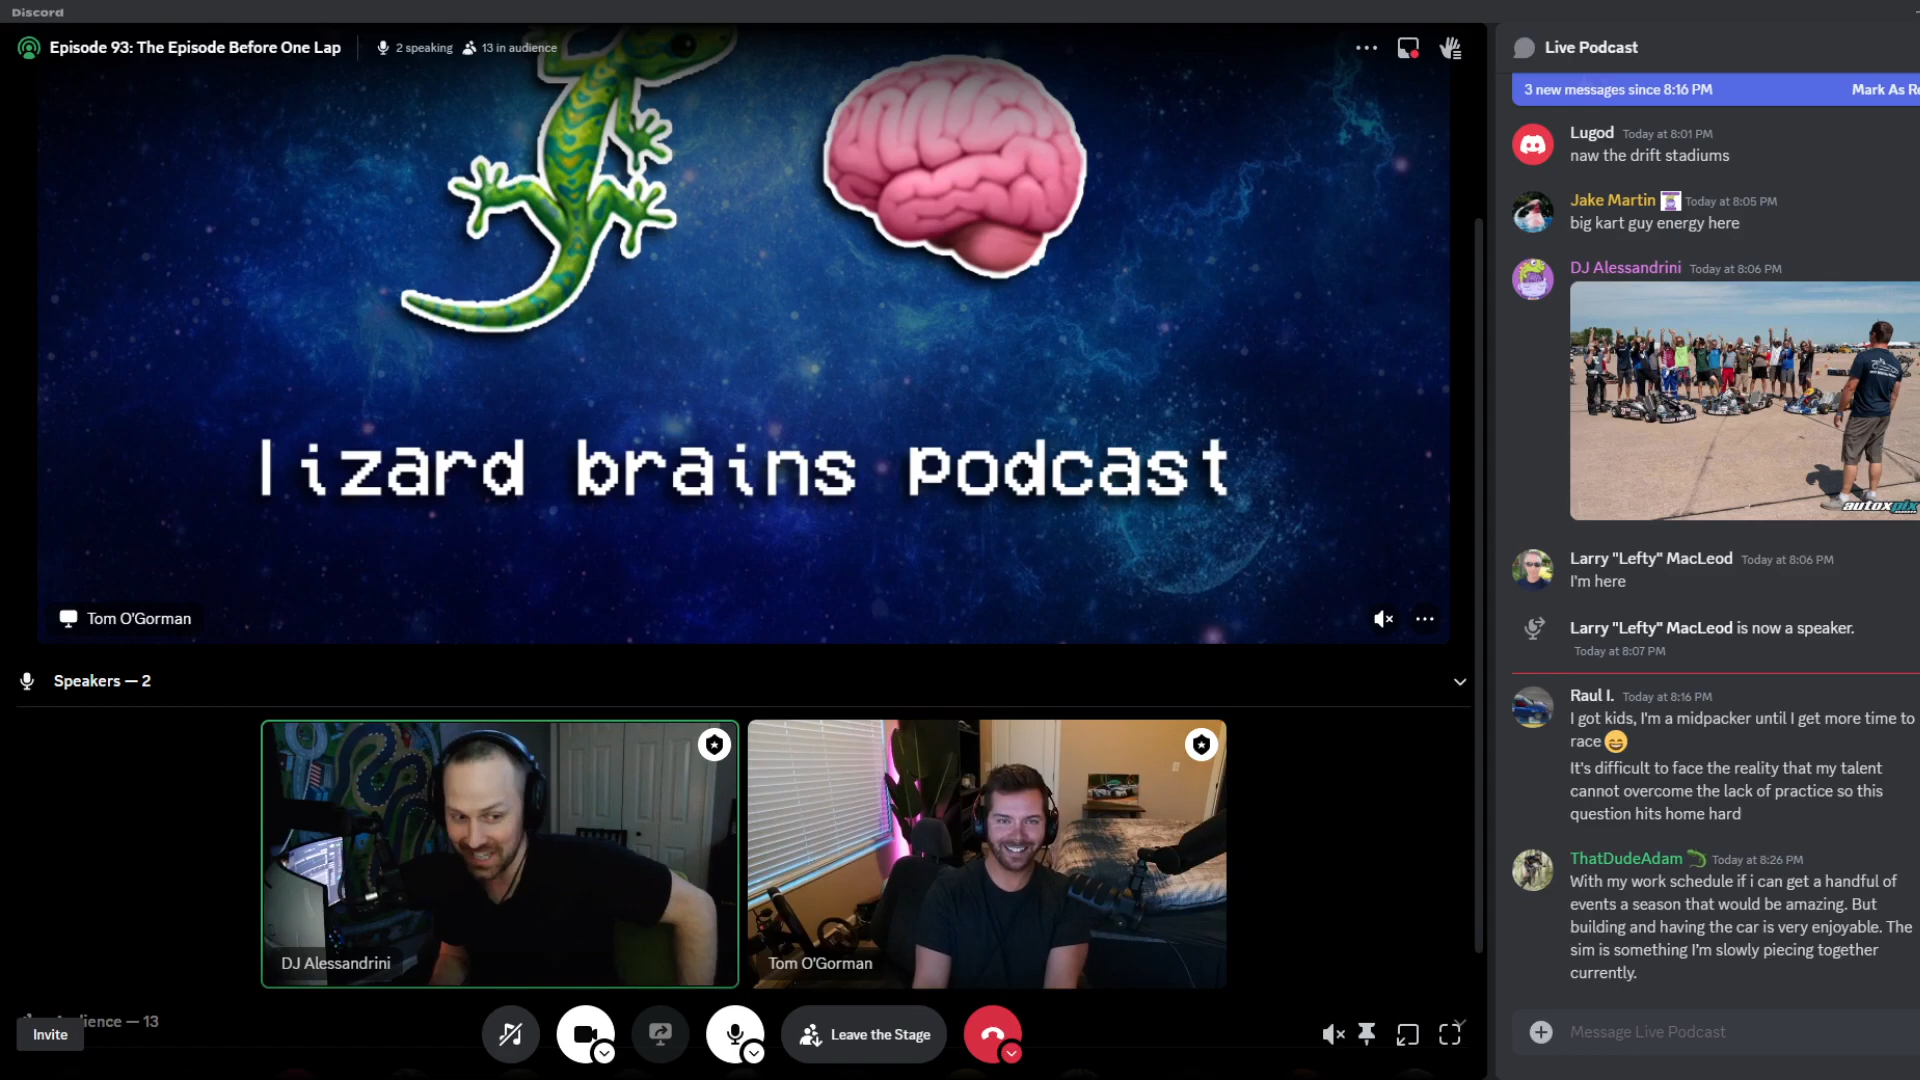 Discord
Episode 93: The Episode Before One Lap
2 speaking
13 in audience
lizard brains podcast
Tom O'Gorman
Speakers — 2
DJ Alessandrini
Tom O'Gorman
dience — 13
Invite
Leave the Stage
Live Podcast
3 new messages since 8:16 PM
Mark As Re
Lugod Today at 8:01 PM
naw the drift stadiums
Jake Martin Today at 8:05 PM
big kart guy energy here
DJ Alessandrini Today at 8:06 PM
autoxpix
Larry "Lefty" MacLeod Today at 8:06 PM
I'm here
Larry "Lefty" MacLeod is now a speaker.
Today at 8:07 PM
Raul I. Today at 8:16 PM
I got kids, I'm a midpacker until I get more time to
race 😄
It's difficult to face the reality that my talent
cannot overcome the lack of practice so this
question hits home hard
ThatDudeAdam Today at 8:26 PM
With my work schedule if i can get a handful of
events a season that would be amazing. But
building and having the car is very enjoyable. The
sim is something I'm slowly piecing together
currently.
Message Live Podcast